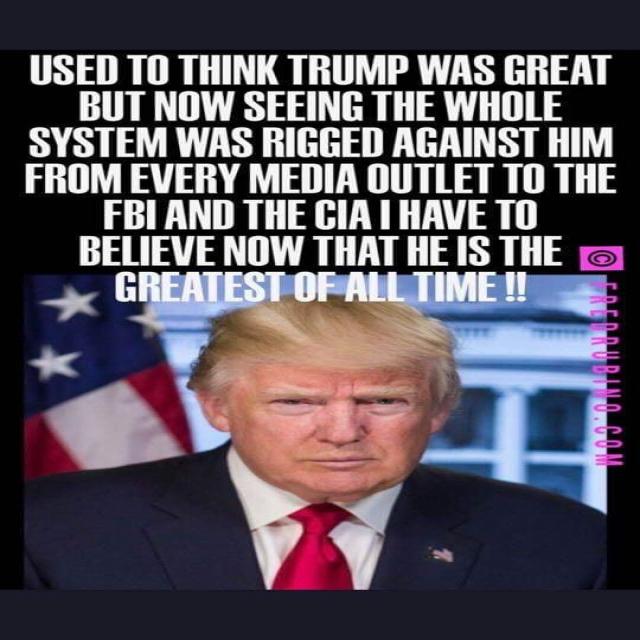 USED TO THINK TRUMP WAS GREAT
BUT NOW SEEING THE WHOLE
SYSTEM WAS RIGGED AGAINST HIM
FROM EVERY MEDIA OUTLET TO THE
FBI AND THE CIA I HAVE TO
BELIEVE NOW THAT HE IS THE
GREATEST OF ALL TIME !!
© FREDRUBINO.COM